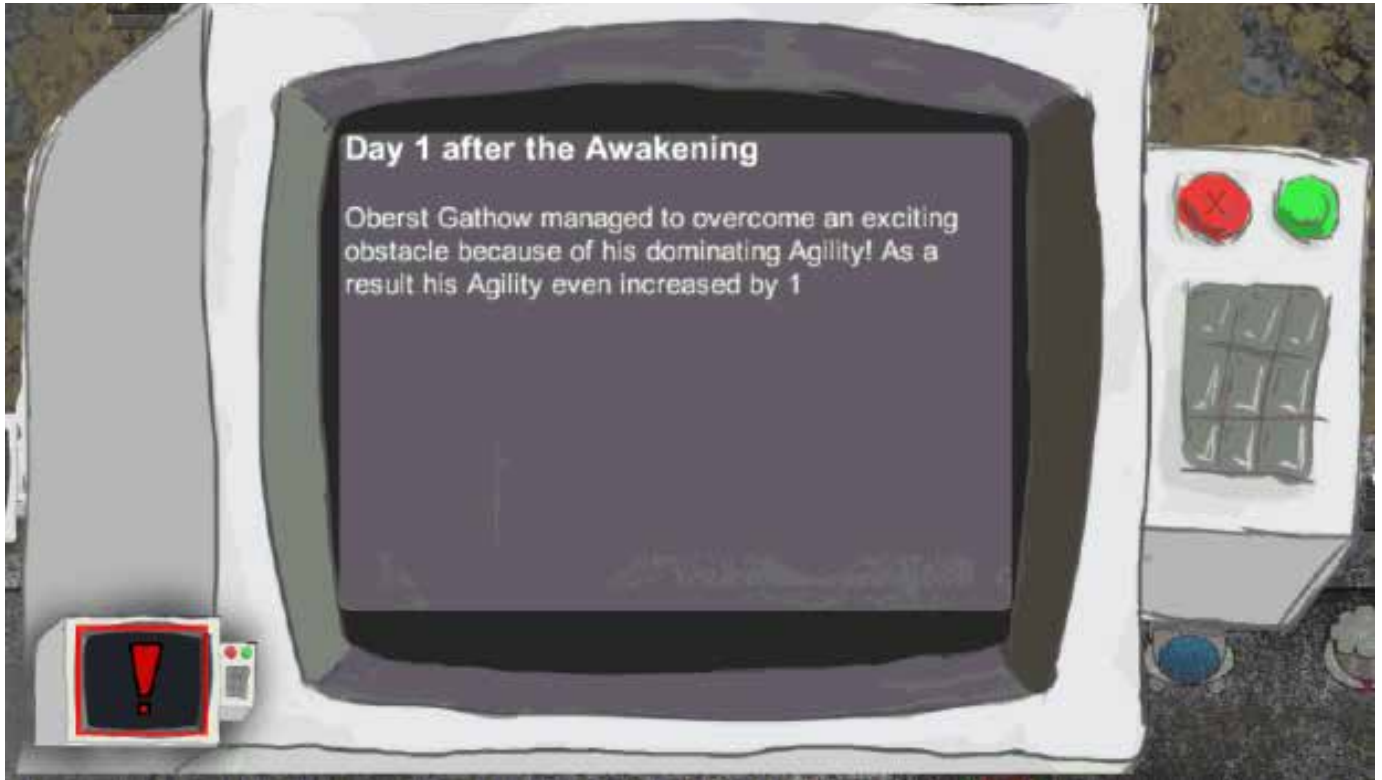 Day 1 after the Awakening
Oberst Gathow managed to overcome an exciting
obstacle because of his dominating Agility! As a
result his Agility even increased by 1
X
!